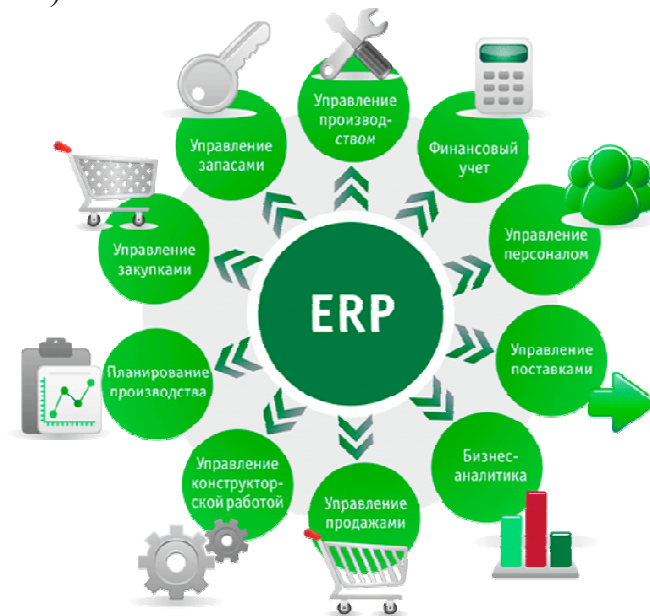 )
Управление
производ-
ством
Финансовый
учет
Управление
персоналом
Управление
поставками
Бизнес-
аналитика
Управление
продажами
Управление
конструктор-
ской работой
Планирование
производства
Управление
закупками
Управление
запасами
ERP